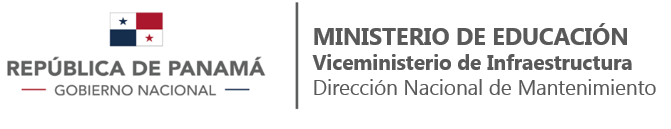 REPÚBLICA DE PANAMÁ
GOBIERNO NACIONAL
MINISTERIO DE EDUCACIÓN
Viceministerio de Infraestructura
Dirección Nacional de Mantenimiento